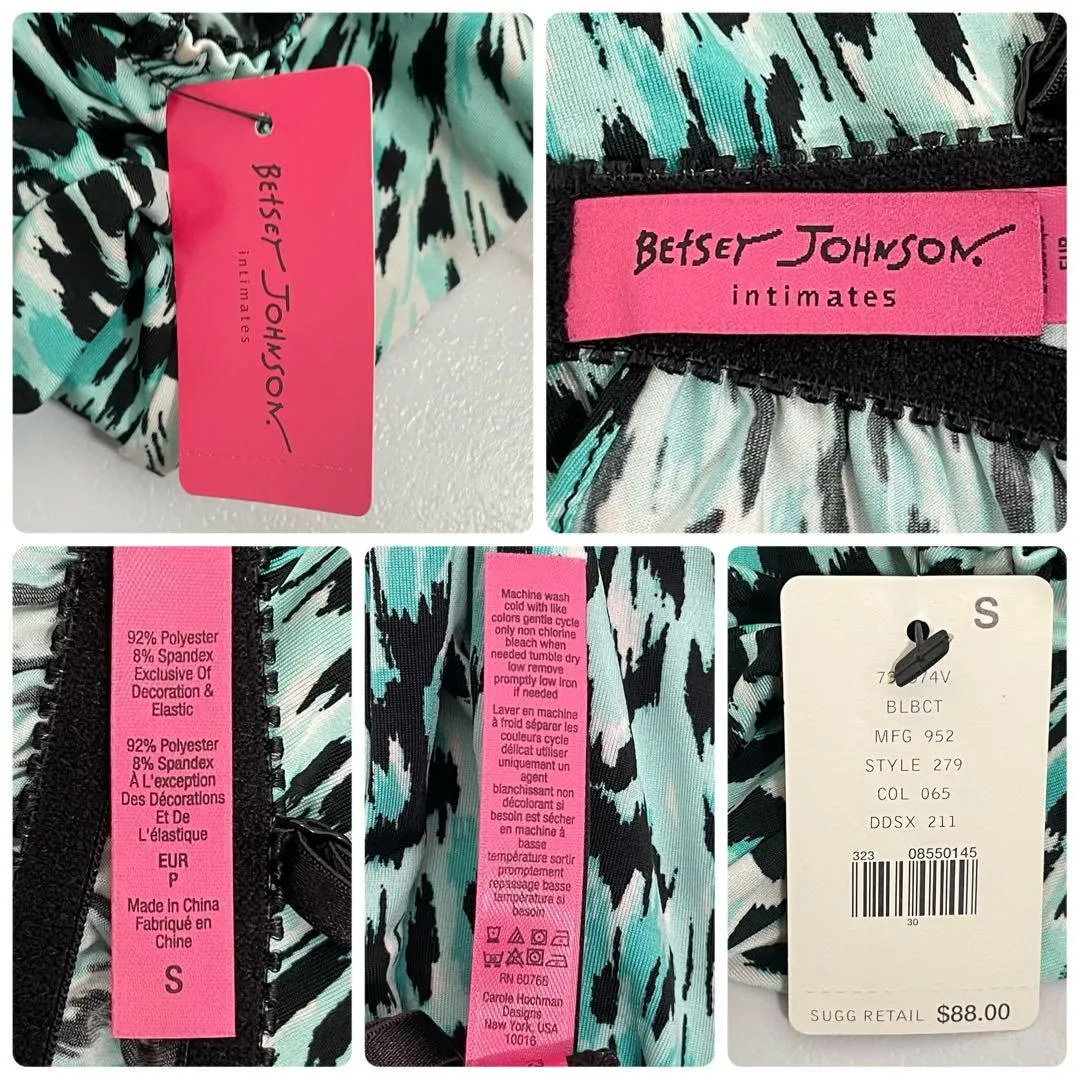 BEtSEY JOHNSON.
intimates
BEtSEY JOHNSON.
intimates
EUR
92% Polyester
8% Spandex
Exclusive Of
Decoration &
Elastic
92% Polyester
8% Spandex
À L'exception
Des Décorations
Et De
L'élastique
EUR
P
Made in China
Fabriqué en
Chine
S
Machine wash
cold with like
colors gentle cycle
only non chlorine
bleach when
needed tumble dry
low remove
promptly low iron
if needed
Laver en machine
à froid séparer les
couleurs cycle
délicat utiliser
uniquement un
agent
blanchissant non
décolorant si
besoin est sécher
en machine à
basse
température sortir
promptement
repassage basse
température si
besoin
RN 60766
Carole Hochman
Designs
New York, USA
10016
S
BLBCT
MFG 952
STYLE 279
COL 065
DDSX 211
323 08550145
30
SUGG RETAIL $88.00